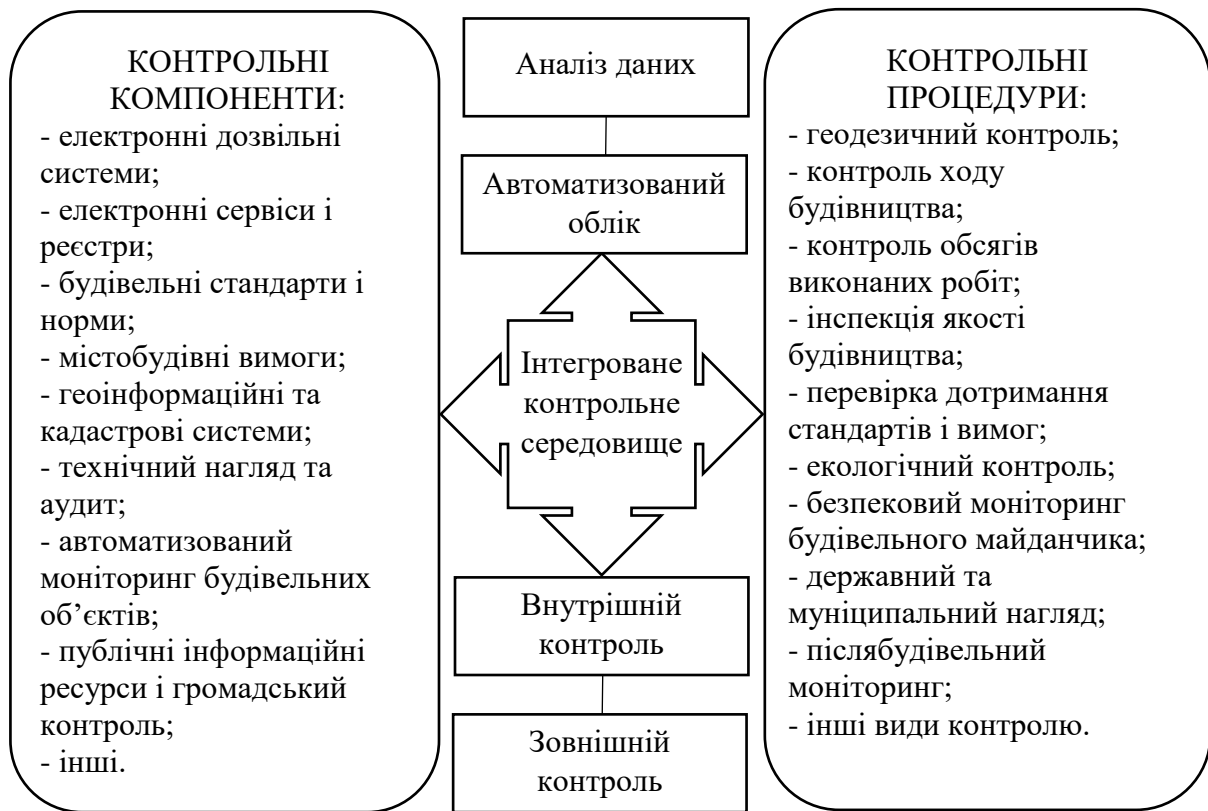 КОНТРОЛЬНІ
КОМПОНЕНТИ:
- електронні дозвільні
системи;
- електронні сервіси і
реєстри;
- будівельні стандарти і
норми;
- містобудівні вимоги;
- геоінформаційні та
кадастрові системи;
- технічний нагляд та
аудит;
- автоматизований
моніторинг будівельних
об’єктів;
- публічні інформаційні
ресурси і громадський
контроль;
- інші.
Аналіз даних
Автоматизований
облік
Інтегроване
контрольне
середовище
Внутрішній
контроль
Зовнішній
контроль
КОНТРОЛЬНІ
ПРОЦЕДУРИ:
- геодезичний контроль;
- контроль ходу
будівництва;
- контроль обсягів
виконаних робіт;
- інспекція якості
будівництва;
- перевірка дотримання
стандартів і вимог;
- екологічний контроль;
- безпековий моніторинг
будівельного майданчика;
- державний та
муніципальний нагляд;
- післябудівельний
моніторинг;
- інші види контролю.